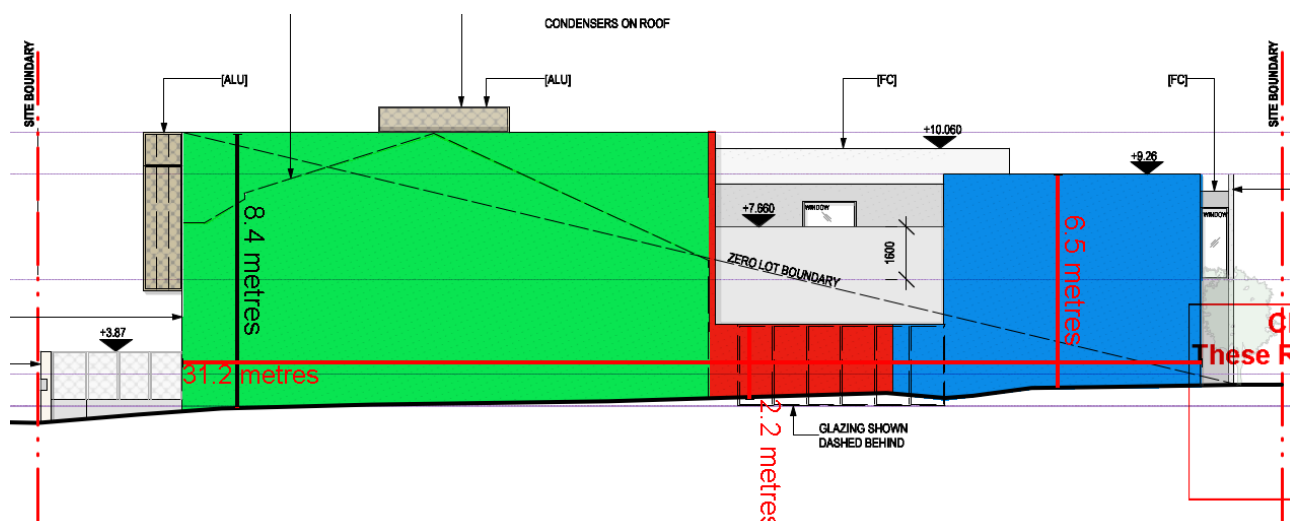 CONDENSERS ON ROOF
SITE BOUNDARY
SITE BOUNDARY
[ALU]
[ALU]
[FC]
[FC]
+10.060
+9.26
WINDOW
WINDOW
+7.660
8.4 metres
6.5 metres
1600
ZERO LOT BOUNDARY
+3.87
These R
31.2 metres
2.2 metres
GLAZING SHOWN
DASHED BEHIND